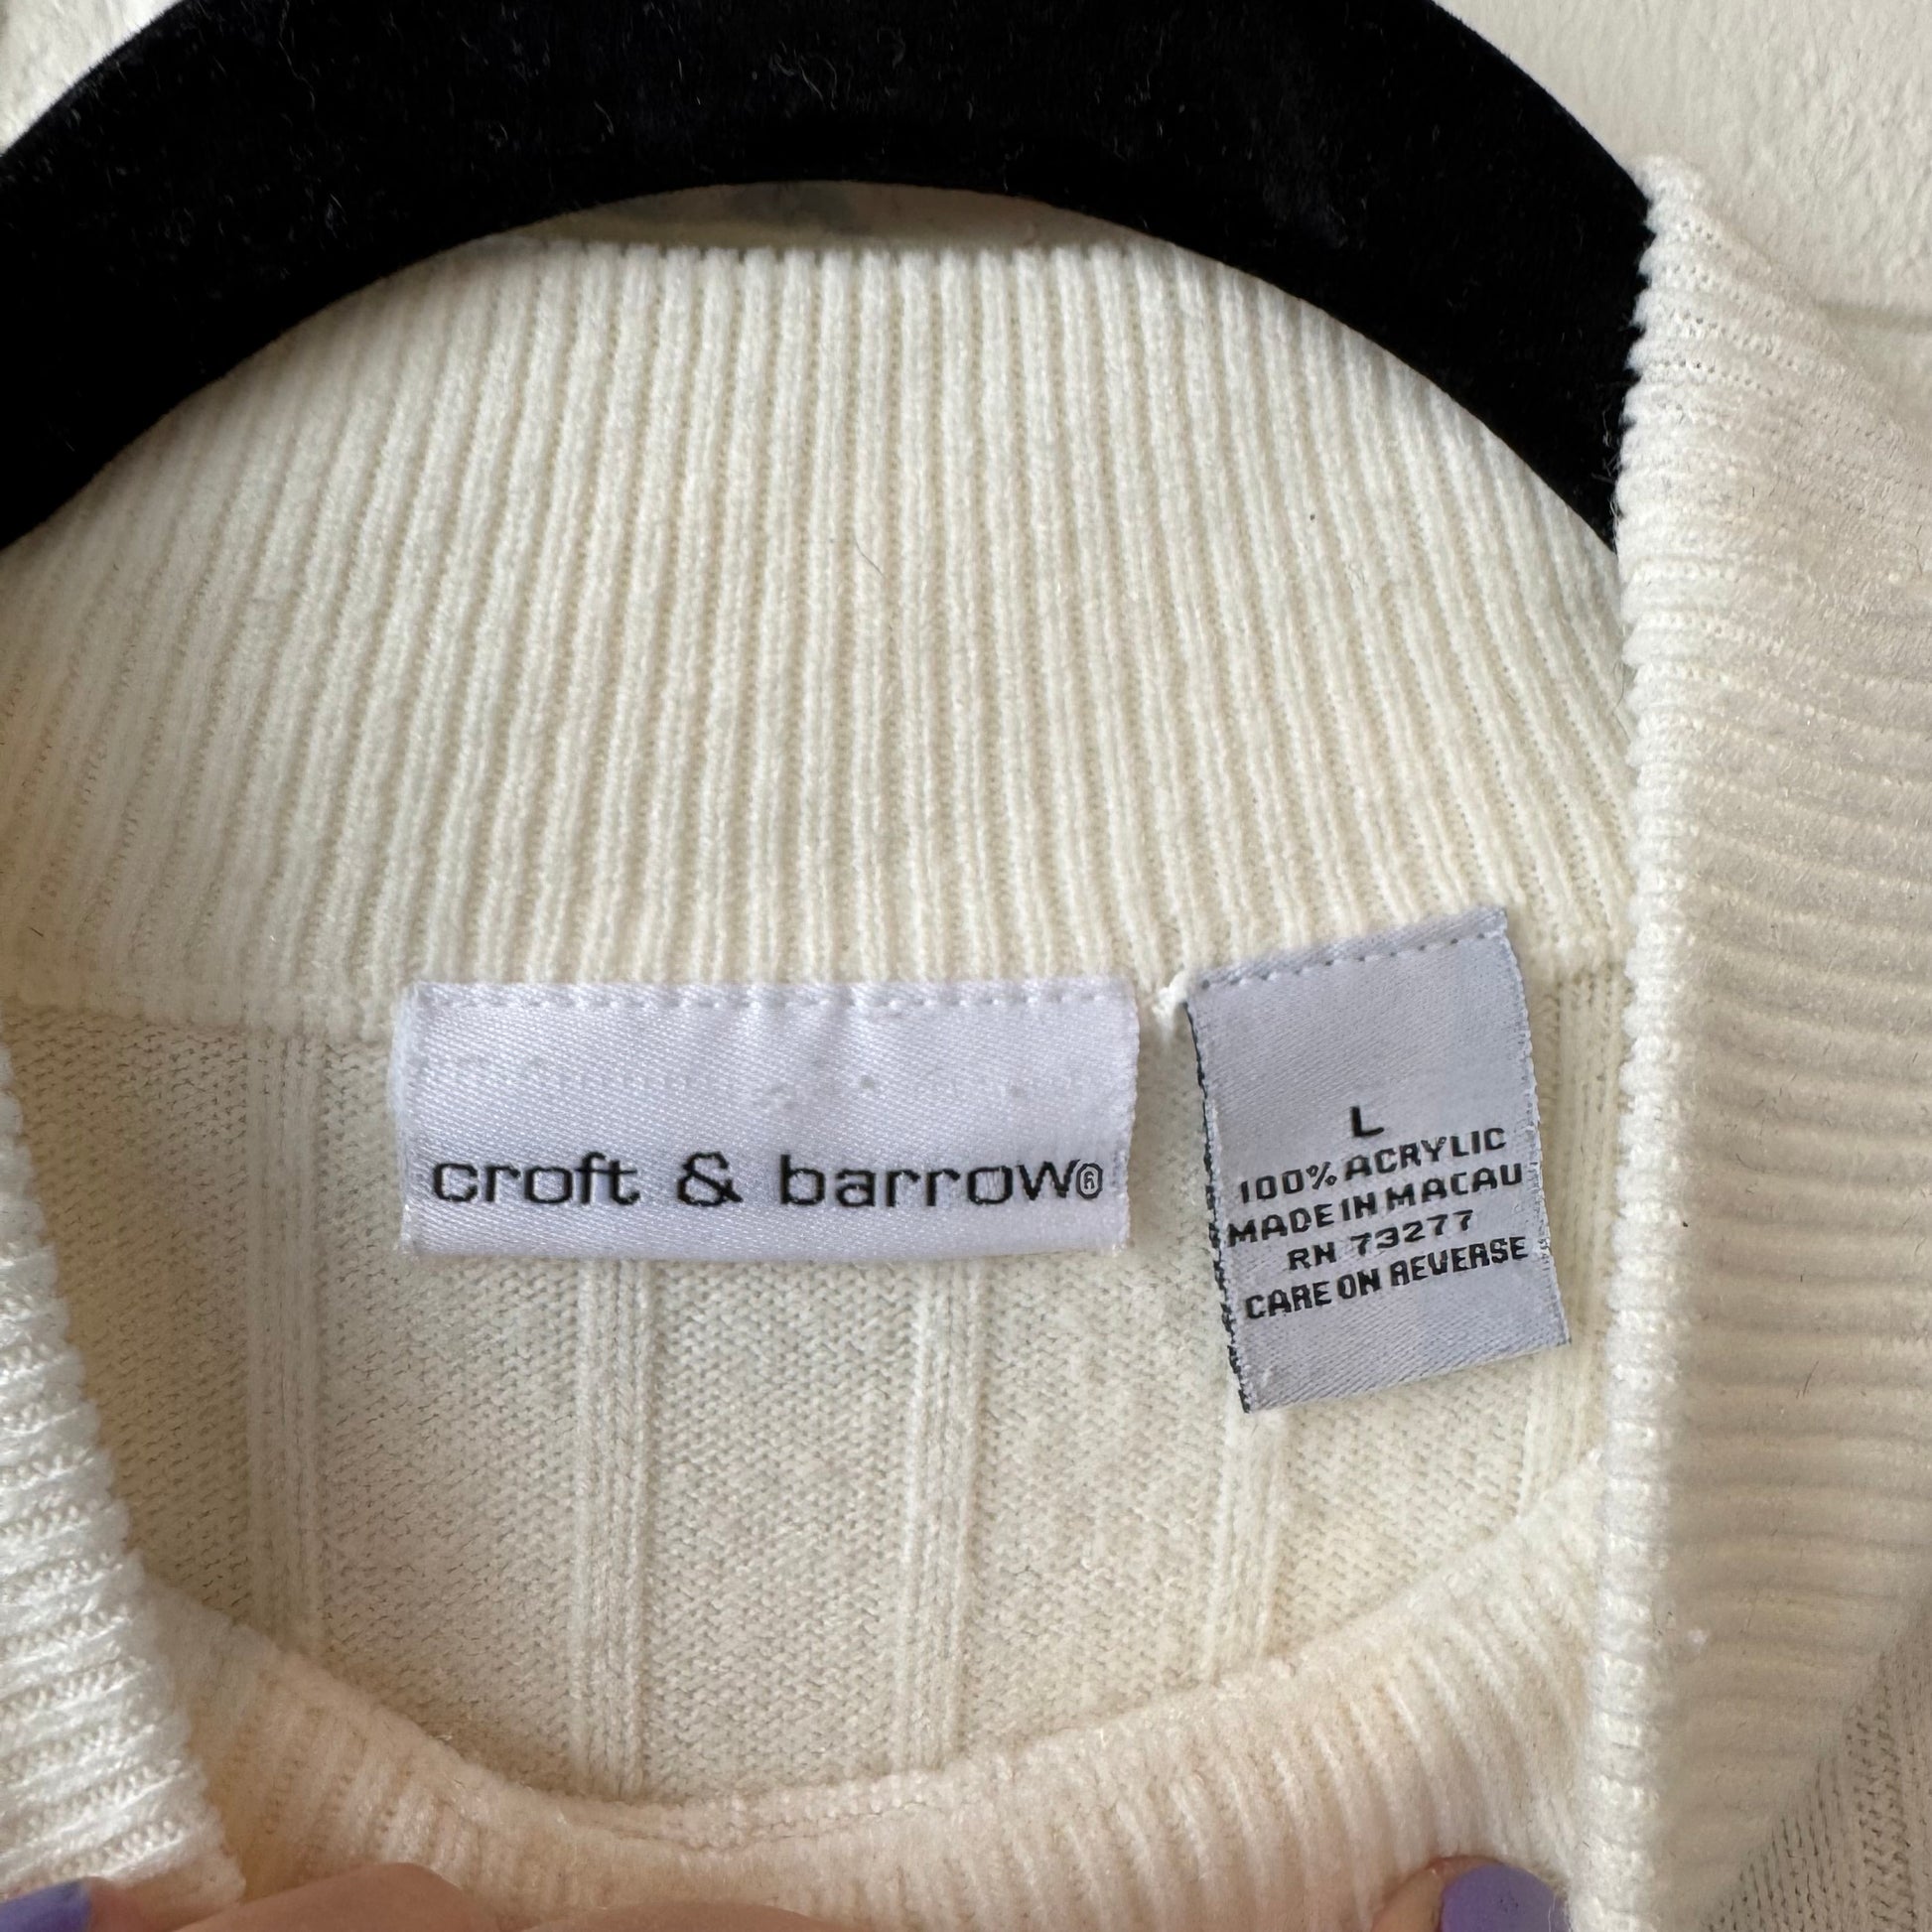 croft & barrow®
L
100% ACRYLIC
MADE IN MACAU
RN 73277
CARE ON REVERSE